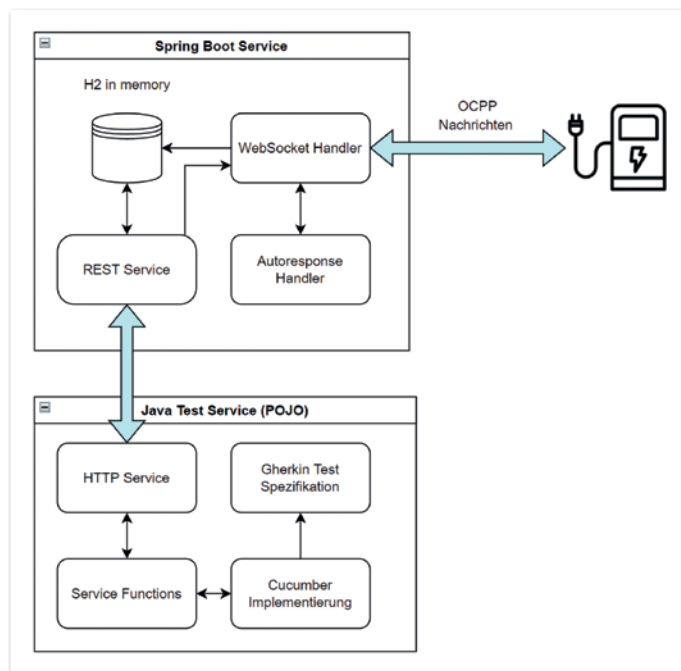 Spring Boot Service
H2 in memory
WebSocket Handler
OCPP
Nachrichten
REST Service
Autoresponse
Handler
Java Test Service (POJO)
HTTP Service
Gherkin Test
Spezifikation
Service Functions
Cucumber
Implementierung